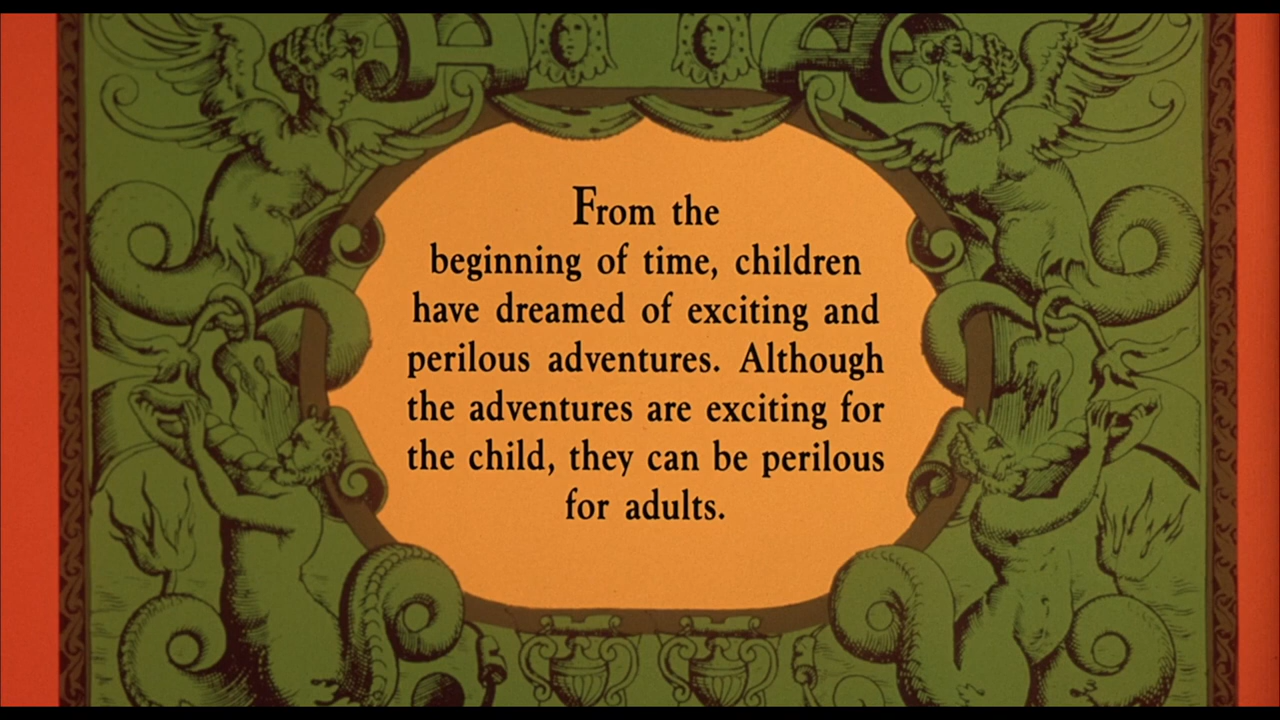 From the
beginning of time, children
have dreamed of exciting and
perilous adventures. Although
the adventures are exciting for
the child, they can be perilous
for adults.